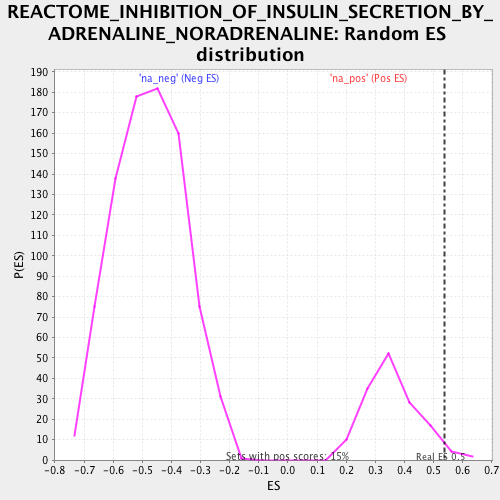 REACTOME_INHIBITION_OF_INSULIN_SECRETION_BY_
ADRENALINE_NORADRENALINE: Random ES
distribution
'na_neg' (Neg ES) 'na_pos' (Pos ES)
190
180
170
160
150
140
130
120
110
100
90
80
70
60
50
40
30
20
10
0
P(ES)
Sets with pos scores: 15% Real ES 0.5
-0.8 -0.7 -0.6 -0.5 -0.4 -0.3 -0.2 -0.1 0.0 0.1 0.2 0.3 0.4 0.5 0.6 0.7
ES